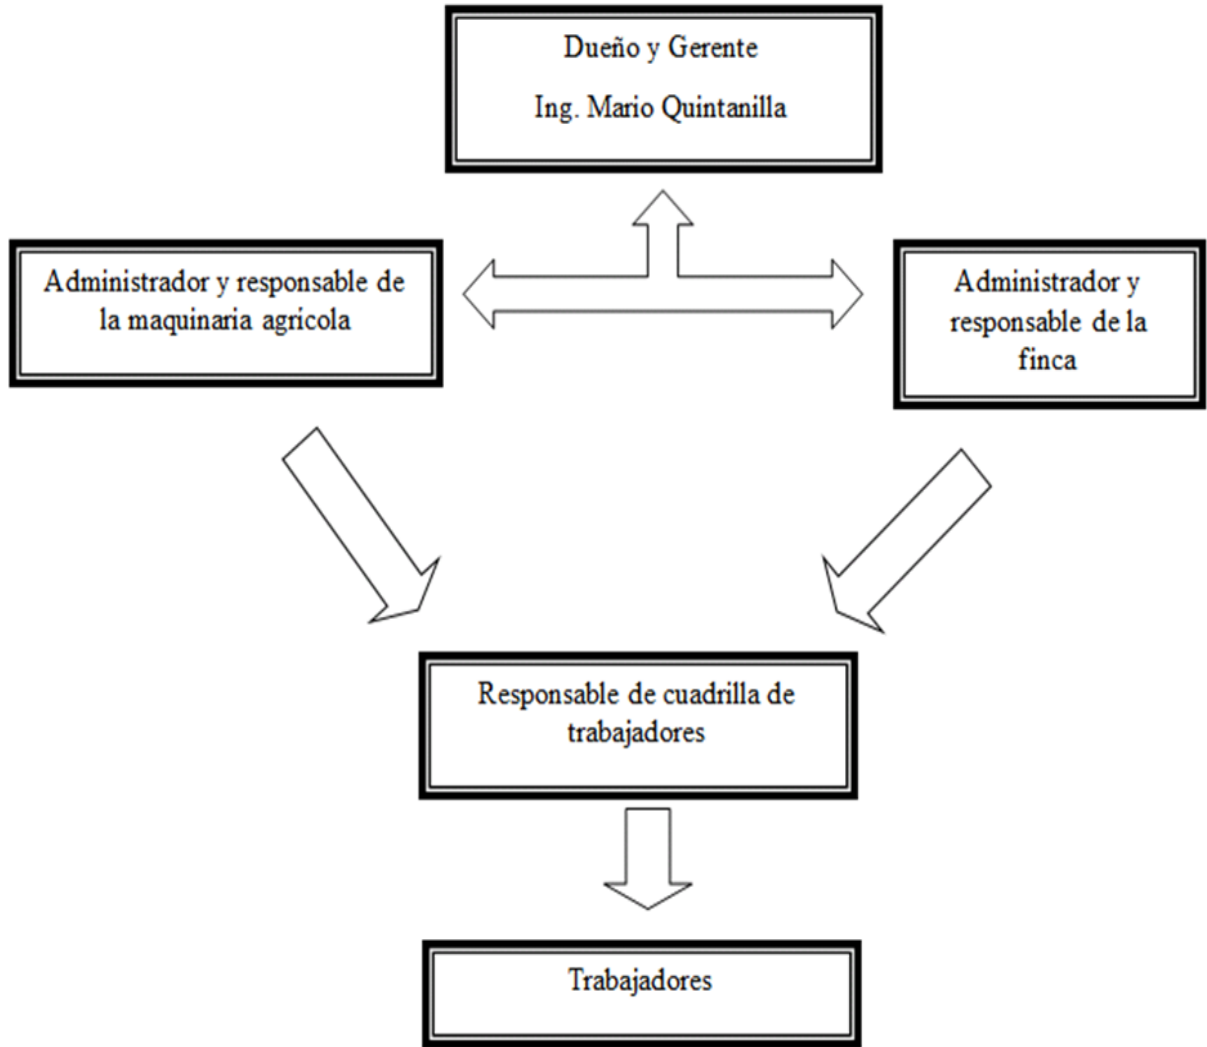 Dueño y Gerente
Ing. Mario Quintanilla
Administrador y responsable de
la maquinaria agrícola
Administrador y
responsable de la
finca
Responsable de cuadrilla de
trabajadores
Trabajadores